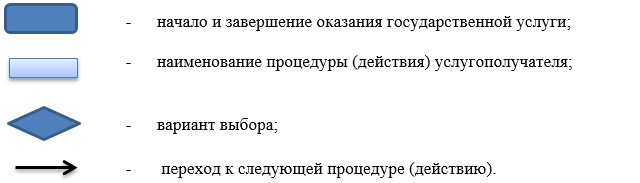 - начало и завершение оказания государственной услуги;
- наименование процедуры (действия) услугополучателя;
- вариант выбора;
- переход к следующей процедуре (действию).